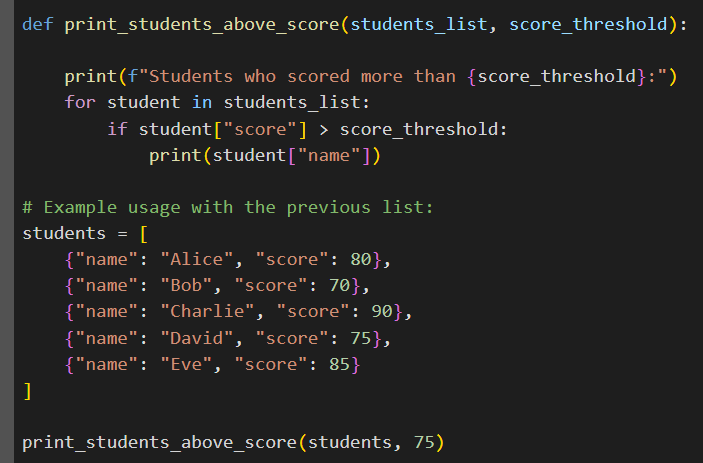 def print_students_above_score(students_list, score_threshold):
    print(f"Students who scored more than {score_threshold}:")
    for student in students_list:
        if student["score"] > score_threshold:
            print(student["name"])
# Example usage with the previous list:
students = [
    {"name": "Alice", "score": 80},
    {"name": "Bob", "score": 70},
    {"name": "Charlie", "score": 90},
    {"name": "David", "score": 75},
    {"name": "Eve", "score": 85}
]
print_students_above_score(students, 75)